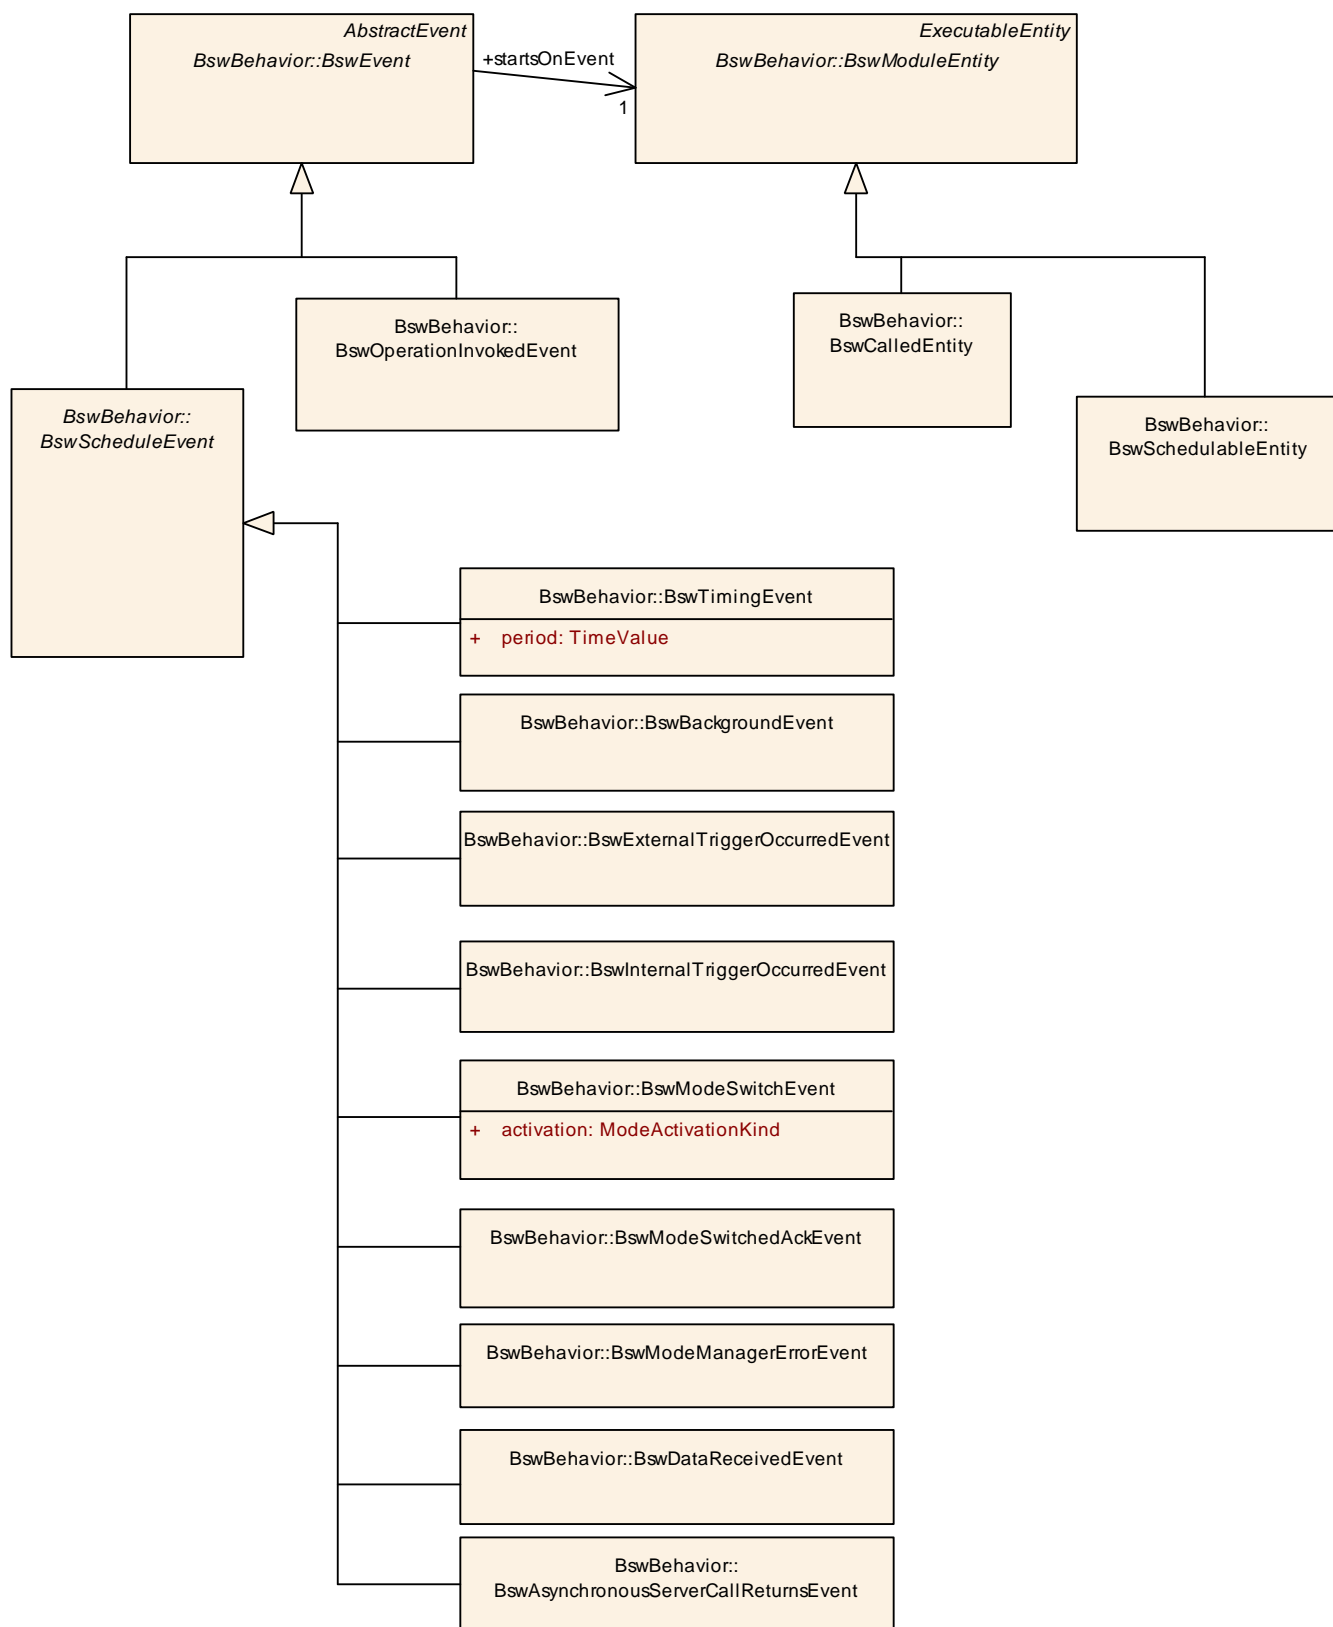 AbstractEvent
BswBehavior::BswEvent
+startsOnEvent
1
ExecutableEntity
BswBehavior::BswModuleEntity
BswBehavior::
BswOperationInvokedEvent
BswBehavior::
BswCalledEntity
BswBehavior::
BswScheduleEvent
BswBehavior::
BswSchedulableEntity
BswBehavior::BswTimingEvent
+ period: TimeValue
BswBehavior::BswBackgroundEvent
BswBehavior::BswExternalTriggerOccurredEvent
BswBehavior::BswInternalTriggerOccurredEvent
BswBehavior::BswModeSwitchEvent
+ activation: ModeActivationKind
BswBehavior::BswModeSwitchedAckEvent
BswBehavior::BswModeManagerErrorEvent
BswBehavior::BswDataReceivedEvent
BswBehavior::
BswAsynchronousServerCallReturnsEvent